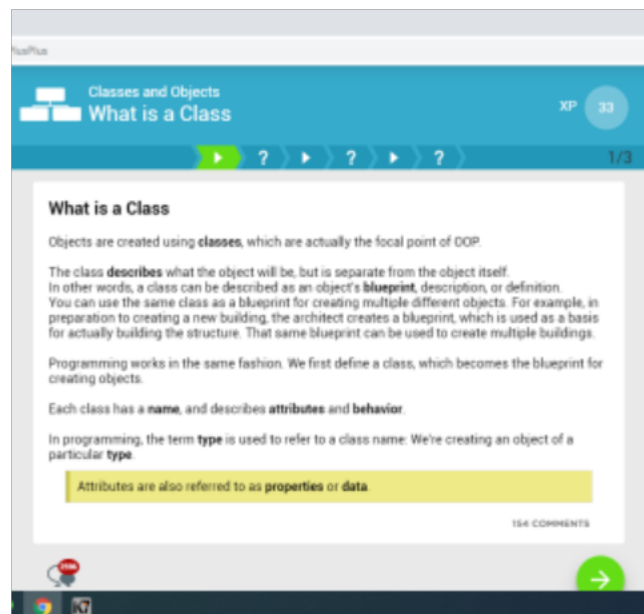 PlusPlus
Classes and Objects
What is a Class
XP 33
? ? ?
1/3
What is a Class
Objects are created using classes, which are actually the focal point of OOP.
The class describes what the object will be, but is separate from the object itself.
In other words, a class can be described as an object's blueprint, description, or definition.
You can use the same class as a blueprint for creating multiple different objects. For example, in
preparation to creating a new building, the architect creates a blueprint, which is used as a basis
for actually building the structure. That same blueprint can be used to create multiple buildings.
Programming works in the same fashion. We first define a class, which becomes the blueprint for
creating objects.
Each class has a name, and describes attributes and behavior.
In programming, the term type is used to refer to a class name: We're creating an object of a
particular type.
Attributes are also referred to as properties or data.
154 COMMENTS